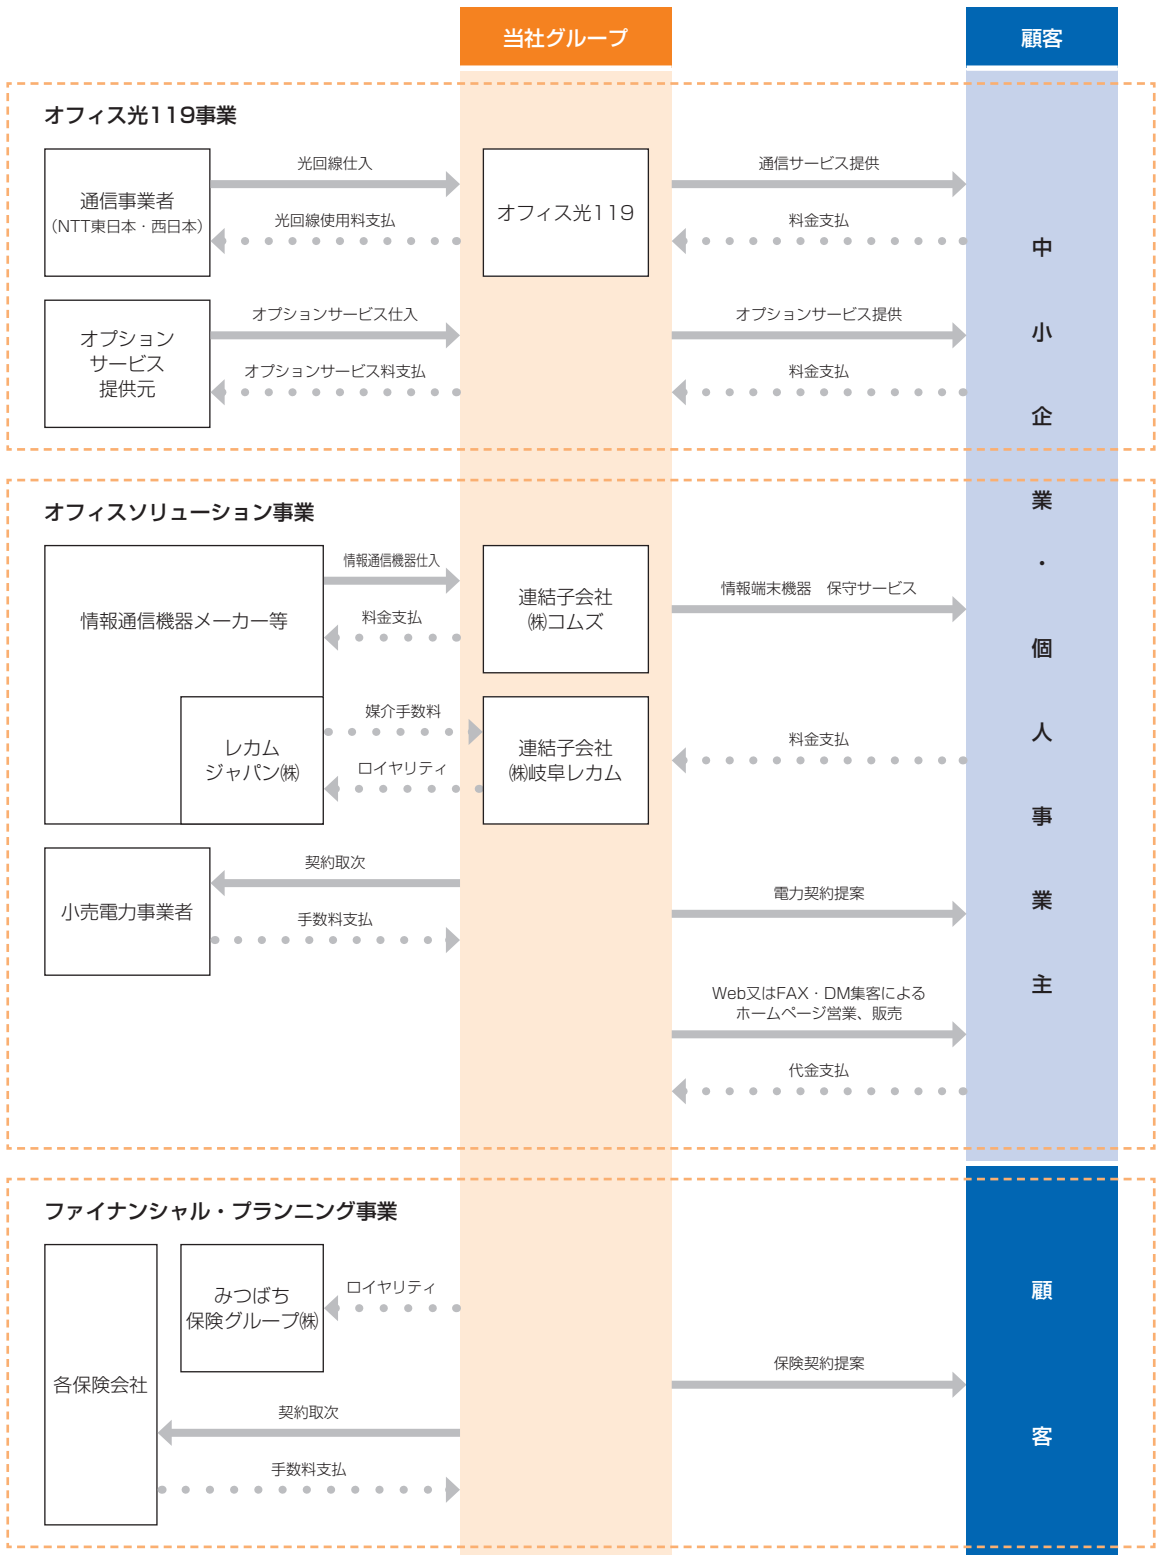 当社グループ
顧客
オフィス光119事業
通信事業者
(NTT東日本・西日本)
光回線仕入
光回線使用料支払
オフィス光119
通信サービス提供
料金支払
オプション
サービス
提供元
オプションサービス仕入
オプションサービス料支払
オプションサービス提供
料金支払
中小企業・個人事業主
オフィスソリューション事業
情報通信機器メーカー等
情報通信機器仕入
料金支払
連結子会社
㈱コムズ
情報端末機器　保守サービス
レカム
ジャパン㈱
媒介手数料
ロイヤリティ
連結子会社
㈱岐阜レカム
料金支払
小売電力事業者
契約取次
手数料支払
電力契約提案
Web又はFAX・DM集客による
ホームページ営業、販売
代金支払
ファイナンシャル・プランニング事業
各保険会社
みつばち
保険グループ㈱
ロイヤリティ
保険契約提案
契約取次
手数料支払
顧客